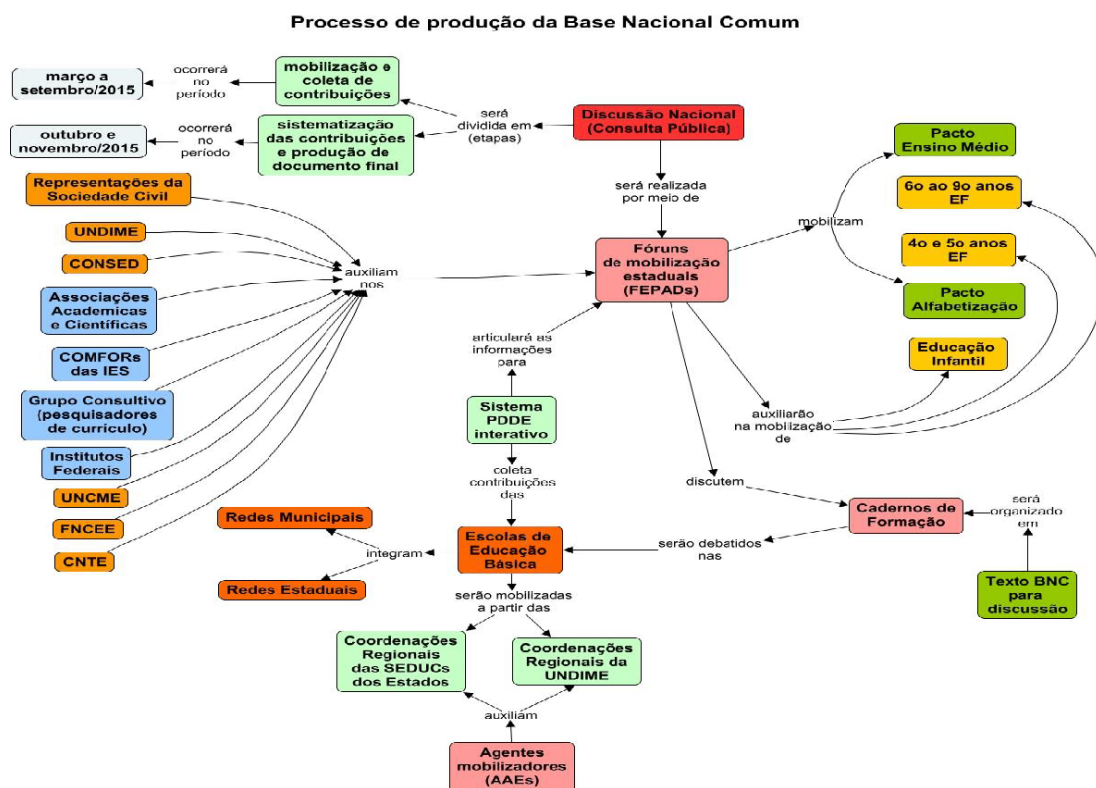 Processo de produção da Base Nacional Comum
março a
setembro/2015
ocorrerá
no
período
mobilização e
coleta de
contribuições
outubro e
novembro/2015
ocorrerá
no
período
sistematização
das contribuições
e produção de
documento final
será
dividida em
(etapas)
Discussão Nacional
(Consulta Pública)
será realizada
por meio de
Pacto
Ensino Médio
6o ao 9o anos
EF
4o e 5o anos
EF
Pacto
Alfabetização
Educação
Infantil
mobilizam
Fóruns
de mobilização
estaduais
(FEPADs)
Representações da
Sociedade Civil
UNDIME
CONSED
Associações
Academicas
e Científicas
COMFORs
das IES
Grupo Consultivo
(pesquisadores
de currículo)
Institutos
Federais
UNCME
FNCEE
CNTE
auxiliam
nos
articulará as
informações
para
Sistema
PDDE
interativo
coleta
contribuições
das
auxiliarão
na mobilização
de
discutem
Cadernos de
Formação
será
organizado
em
Texto BNC
para
discussão
serão debatidos
nas
Escolas de
Educação
Básica
integram
Redes Municipais
Redes Estaduais
serão mobilizadas
a partir das
Coordenações
Regionais
das SEDUCs
dos Estados
Coordenações
Regionais da
UNDIME
auxiliam
Agentes
mobilizadores
(AAEs)